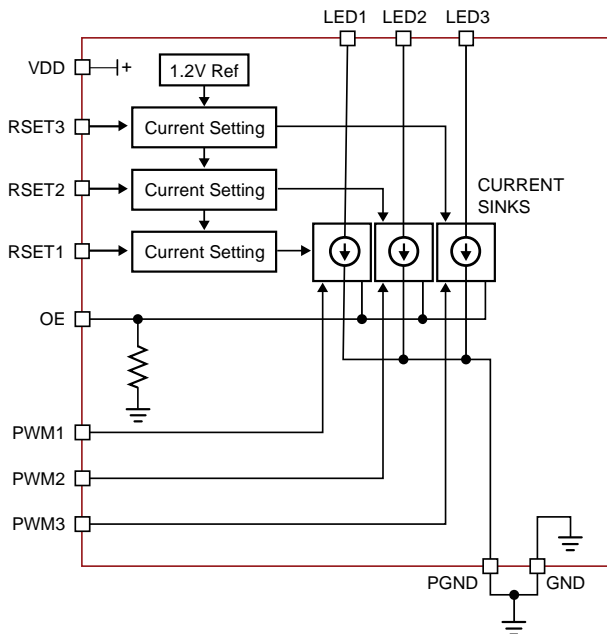 LED1
LED2
LED3
VDD
+
1.2V Ref
RSET3
Current Setting
RSET2
Current Setting
CURRENT
SINKS
RSET1
Current Setting
OE
PWM1
PWM2
PWM3
PGND
GND